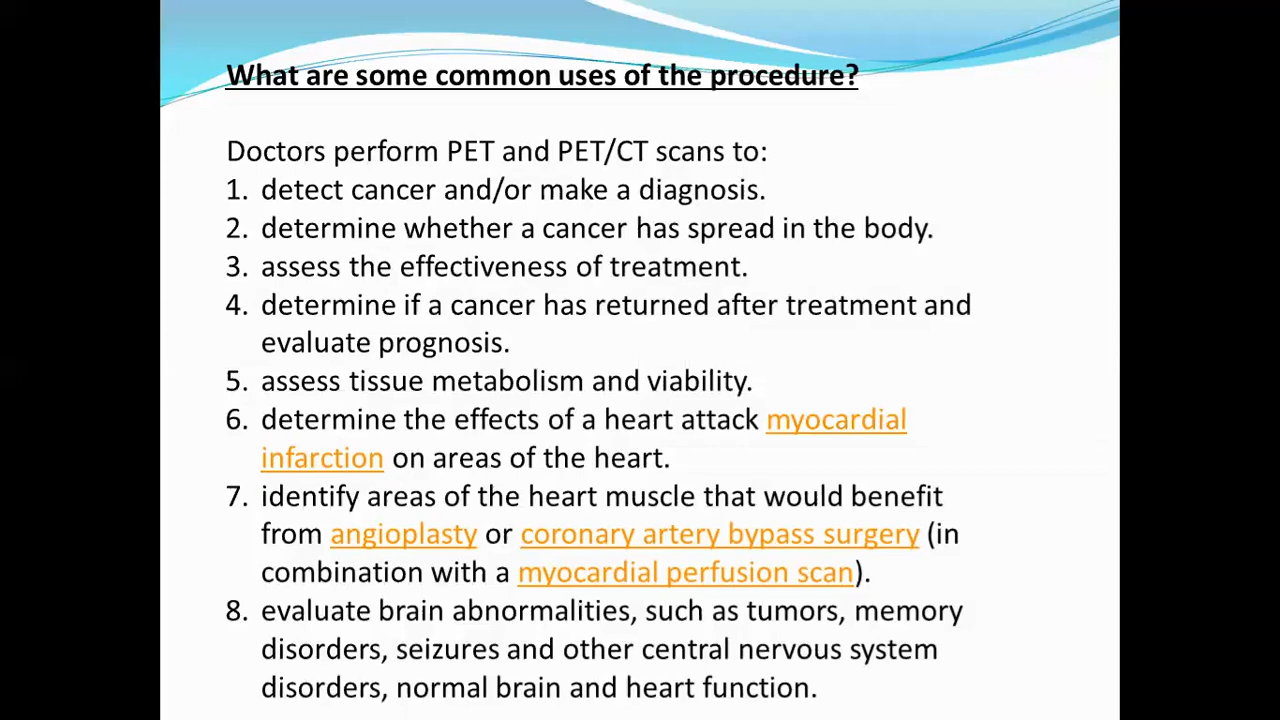 What are some common uses of the procedure?
Doctors perform PET and PET/CT scans to:
1. detect cancer and/or make a diagnosis.
2. determine whether a cancer has spread in the body.
3. assess the effectiveness of treatment.
4. determine if a cancer has returned after treatment and
evaluate prognosis.
5. assess tissue metabolism and viability.
6. determine the effects of a heart attack myocardial
infarction on areas of the heart.
7. identify areas of the heart muscle that would benefit
from angioplasty or coronary artery bypass surgery (in
combination with a myocardial perfusion scan).
8. evaluate brain abnormalities, such as tumors, memory
disorders, seizures and other central nervous system
disorders, normal brain and heart function.